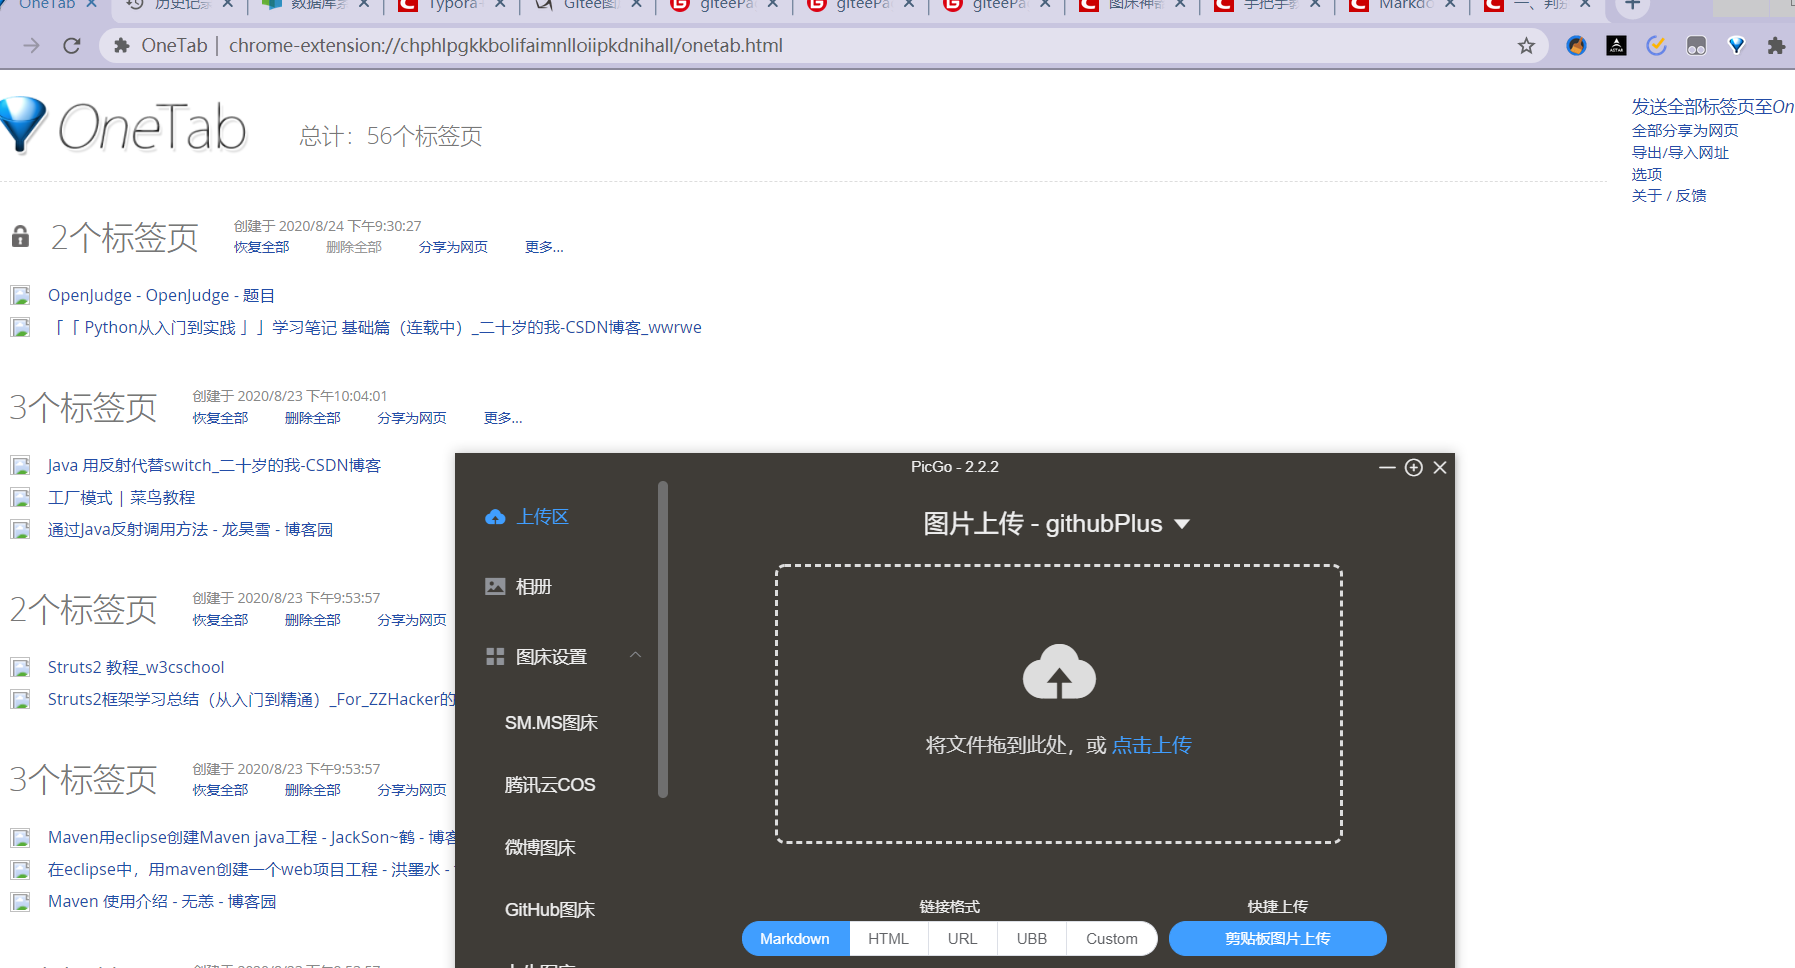 OneTab
历史记录
数据库系
Typora+
Gitee图
giteePa
giteePa
giteePa
图床神
手把手教
Markdo
OneTab | chrome-extension://chphlpgkkbolifaimnlloiipkdnihall/onetab.html
OneTab
总计：56个标签页
发送全部标签页至On
全部分享为网页
导出/导入网址
选项
关于 / 反馈
2个标签页
创建于 2020/8/24 下午9:30:27
恢复全部 删除全部 分享为网页 更多...
OpenJudge - OpenJudge - 题目
「「 Python从入门到实践 」」学习笔记 基础篇（连载中）_二十岁的我-CSDN博客_wwrwe
3个标签页
创建于 2020/8/23 下午10:04:01
恢复全部 删除全部 分享为网页 更多...
Java 用反射代替switch_二十岁的我-CSDN博客
工厂模式 | 菜鸟教程
通过Java反射调用方法 - 龙昊雪 - 博客园
2个标签页
创建于 2020/8/23 下午9:53:57
恢复全部 删除全部 分享为网页
Struts2 教程_w3cschool
Struts2框架学习总结（从入门到精通）_For_ZZHacker的
3个标签页
创建于 2020/8/23 下午9:53:57
恢复全部 删除全部 分享为网页
Maven用eclipse创建Maven java工程 - JackSon~鹤 - 博客
在eclipse中，用maven创建一个web项目工程 - 洪墨水 -
Maven 使用介绍 - 无恙 - 博客园
PicGo - 2.2.2
上传区
相册
图床设置
SM.MS图床
腾讯云COS
微博图床
GitHub图床
图片上传 - githubPlus
将文件拖到此处，或 点击上传
链接格式
快捷上传
Markdown HTML URL UBB Custom
剪贴板图片上传